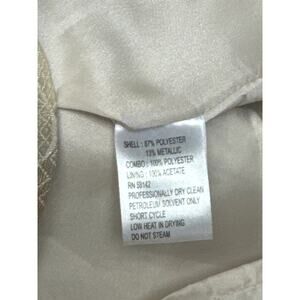 SHELL : 87% POLYESTER
13% METALLIC
COMBO : 100% POLYESTER
LINING : 100% ACETATE
RN 59142
PROFESSIONALLY DRY CLEAN
PETROLEUM SOLVENT ONLY
SHORT CYCLE
LOW HEAT IN DRYING
DO NOT STEAM